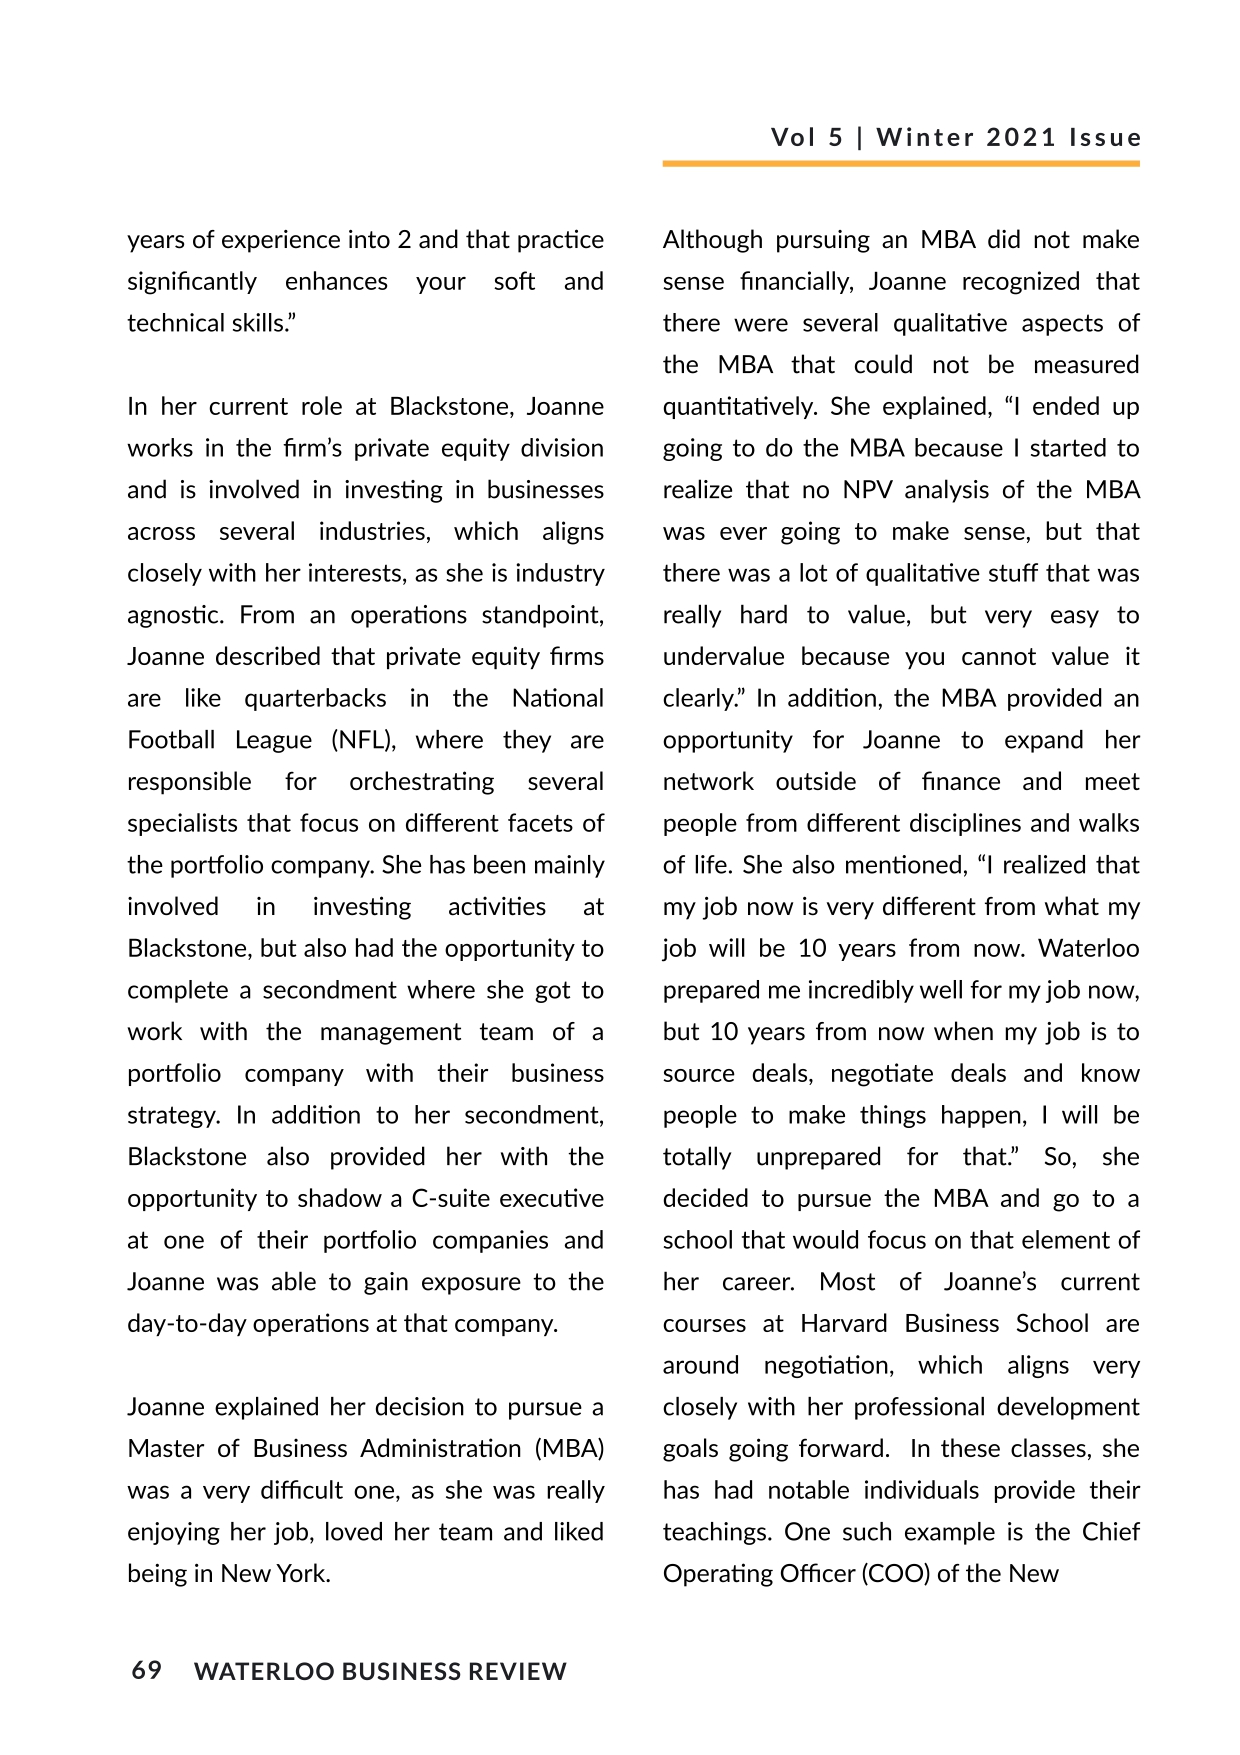 Vol 5 | Winter 2021 Issue
years of experience into 2 and that practice
significantly enhances your soft and
technical skills.”
In her current role at Blackstone, Joanne
works in the firm’s private equity division
and is involved in investing in businesses
across several industries, which aligns
closely with her interests, as she is industry
agnostic. From an operations standpoint,
Joanne described that private equity firms
are like quarterbacks in the National
Football League (NFL), where they are
responsible for orchestrating several
specialists that focus on different facets of
the portfolio company. She has been mainly
involved in investing activities at
Blackstone, but also had the opportunity to
complete a secondment where she got to
work with the management team of a
portfolio company with their business
strategy. In addition to her secondment,
Blackstone also provided her with the
opportunity to shadow a C-suite executive
at one of their portfolio companies and
Joanne was able to gain exposure to the
day-to-day operations at that company.
Joanne explained her decision to pursue a
Master of Business Administration (MBA)
was a very difficult one, as she was really
enjoying her job, loved her team and liked
being in New York.
Although pursuing an MBA did not make
sense financially, Joanne recognized that
there were several qualitative aspects of
the MBA that could not be measured
quantitatively. She explained, “I ended up
going to do the MBA because I started to
realize that no NPV analysis of the MBA
was ever going to make sense, but that
there was a lot of qualitative stuff that was
really hard to value, but very easy to
undervalue because you cannot value it
clearly.” In addition, the MBA provided an
opportunity for Joanne to expand her
network outside of finance and meet
people from different disciplines and walks
of life. She also mentioned, “I realized that
my job now is very different from what my
job will be 10 years from now. Waterloo
prepared me incredibly well for my job now,
but 10 years from now when my job is to
source deals, negotiate deals and know
people to make things happen, I will be
totally unprepared for that.” So, she
decided to pursue the MBA and go to a
school that would focus on that element of
her career. Most of Joanne’s current
courses at Harvard Business School are
around negotiation, which aligns very
closely with her professional development
goals going forward. In these classes, she
has had notable individuals provide their
teachings. One such example is the Chief
Operating Officer (COO) of the New
69 WATERLOO BUSINESS REVIEW